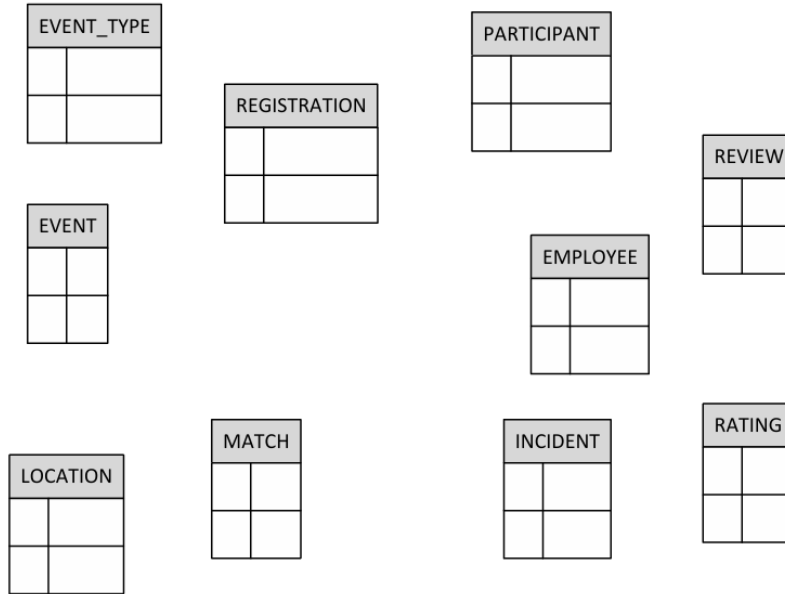 EVENT_TYPE
PARTICIPANT
REGISTRATION
REVIEW
EVENT
EMPLOYEE
RATING
MATCH
INCIDENT
LOCATION